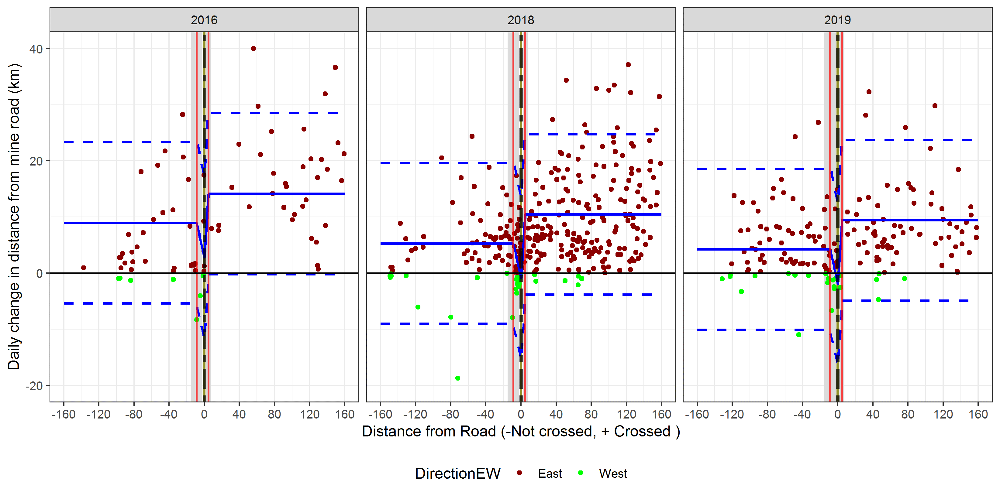 2016 2018 2019
Daily change in distance from mine road (km)
40
20
0
-20
-160 -120 -80 -40 0 40 80 120 160 -160 -120 -80 -40 0 40 80 120 160 -160 -120 -80 -40 0 40 80 120 160
Distance from Road (-Not crossed, + Crossed )
DirectionEW East West